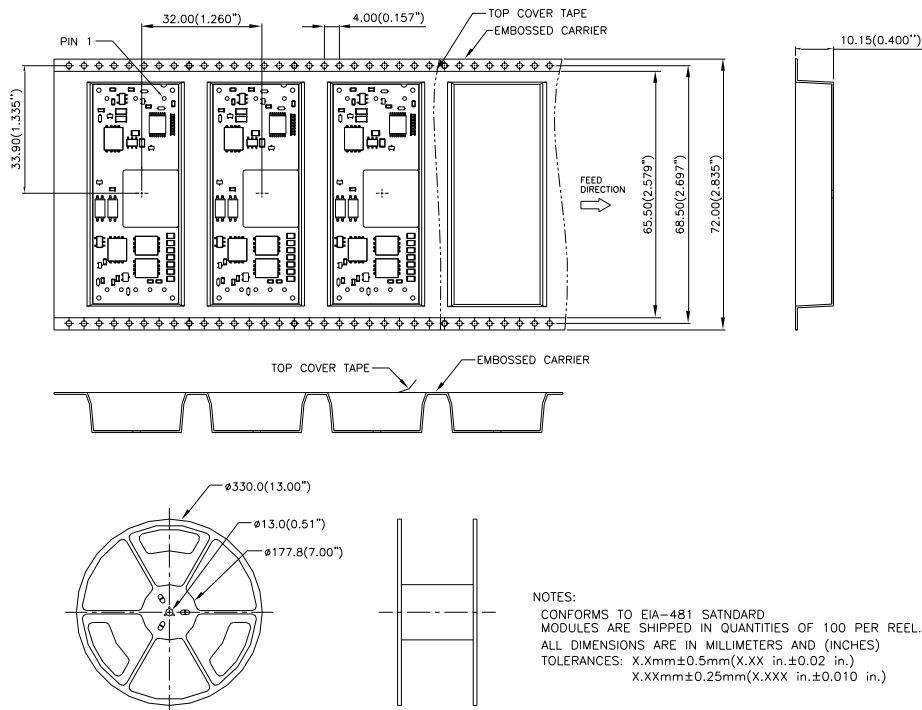 32.00(1.260")
4.00(0.157")
TOP COVER TAPE
EMBOSSED CARRIER
PIN 1
10.15(0.400")
33.90(1.335")
FEED
DIRECTION
65.50(2.579")
68.50(2.697")
72.00(2.835")
TOP COVER TAPE
EMBOSSED CARRIER
ø330.0(13.00")
ø13.0(0.51")
ø177.8(7.00")
NOTES:
CONFORMS TO EIA-481 SATNDARD
MODULES ARE SHIPPED IN QUANTITIES OF 100 PER REEL.
ALL DIMENSIONS ARE IN MILLIMETERS AND (INCHES)
TOLERANCES: X.Xmm±0.5mm(X.XX in.±0.02 in.)
X.XXmm±0.25mm(X.XXX in.±0.010 in.)